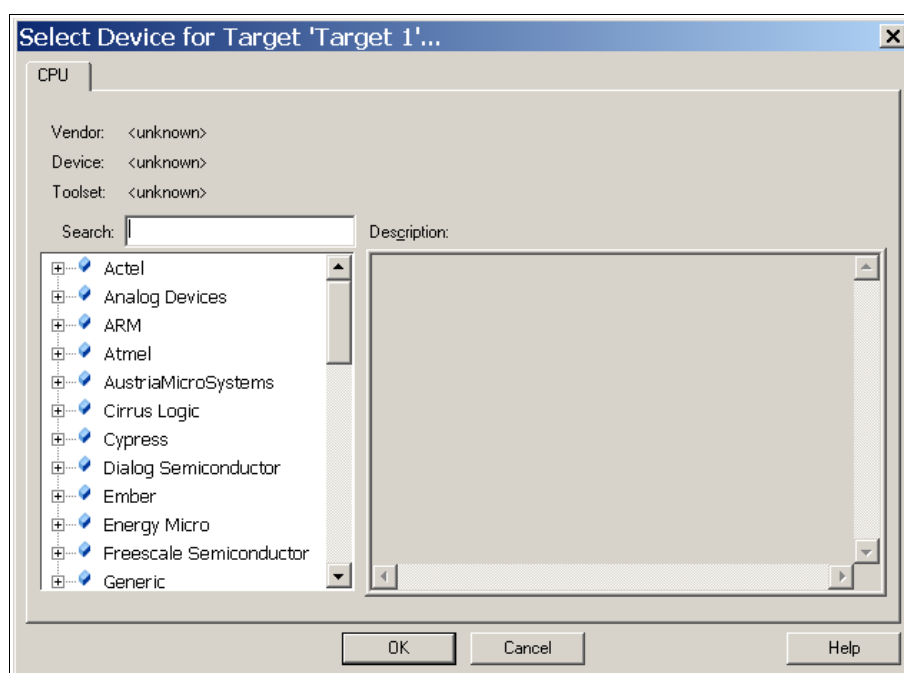 Select Device for Target 'Target 1'...
CPU
Vendor: <unknown>
Device: <unknown>
Toolset: <unknown>
Search:
Description:
Actel
Analog Devices
ARM
Atmel
AustriaMicroSystems
Cirrus Logic
Cypress
Dialog Semiconductor
Ember
Energy Micro
Freescale Semiconductor
Generic
OK Cancel Help